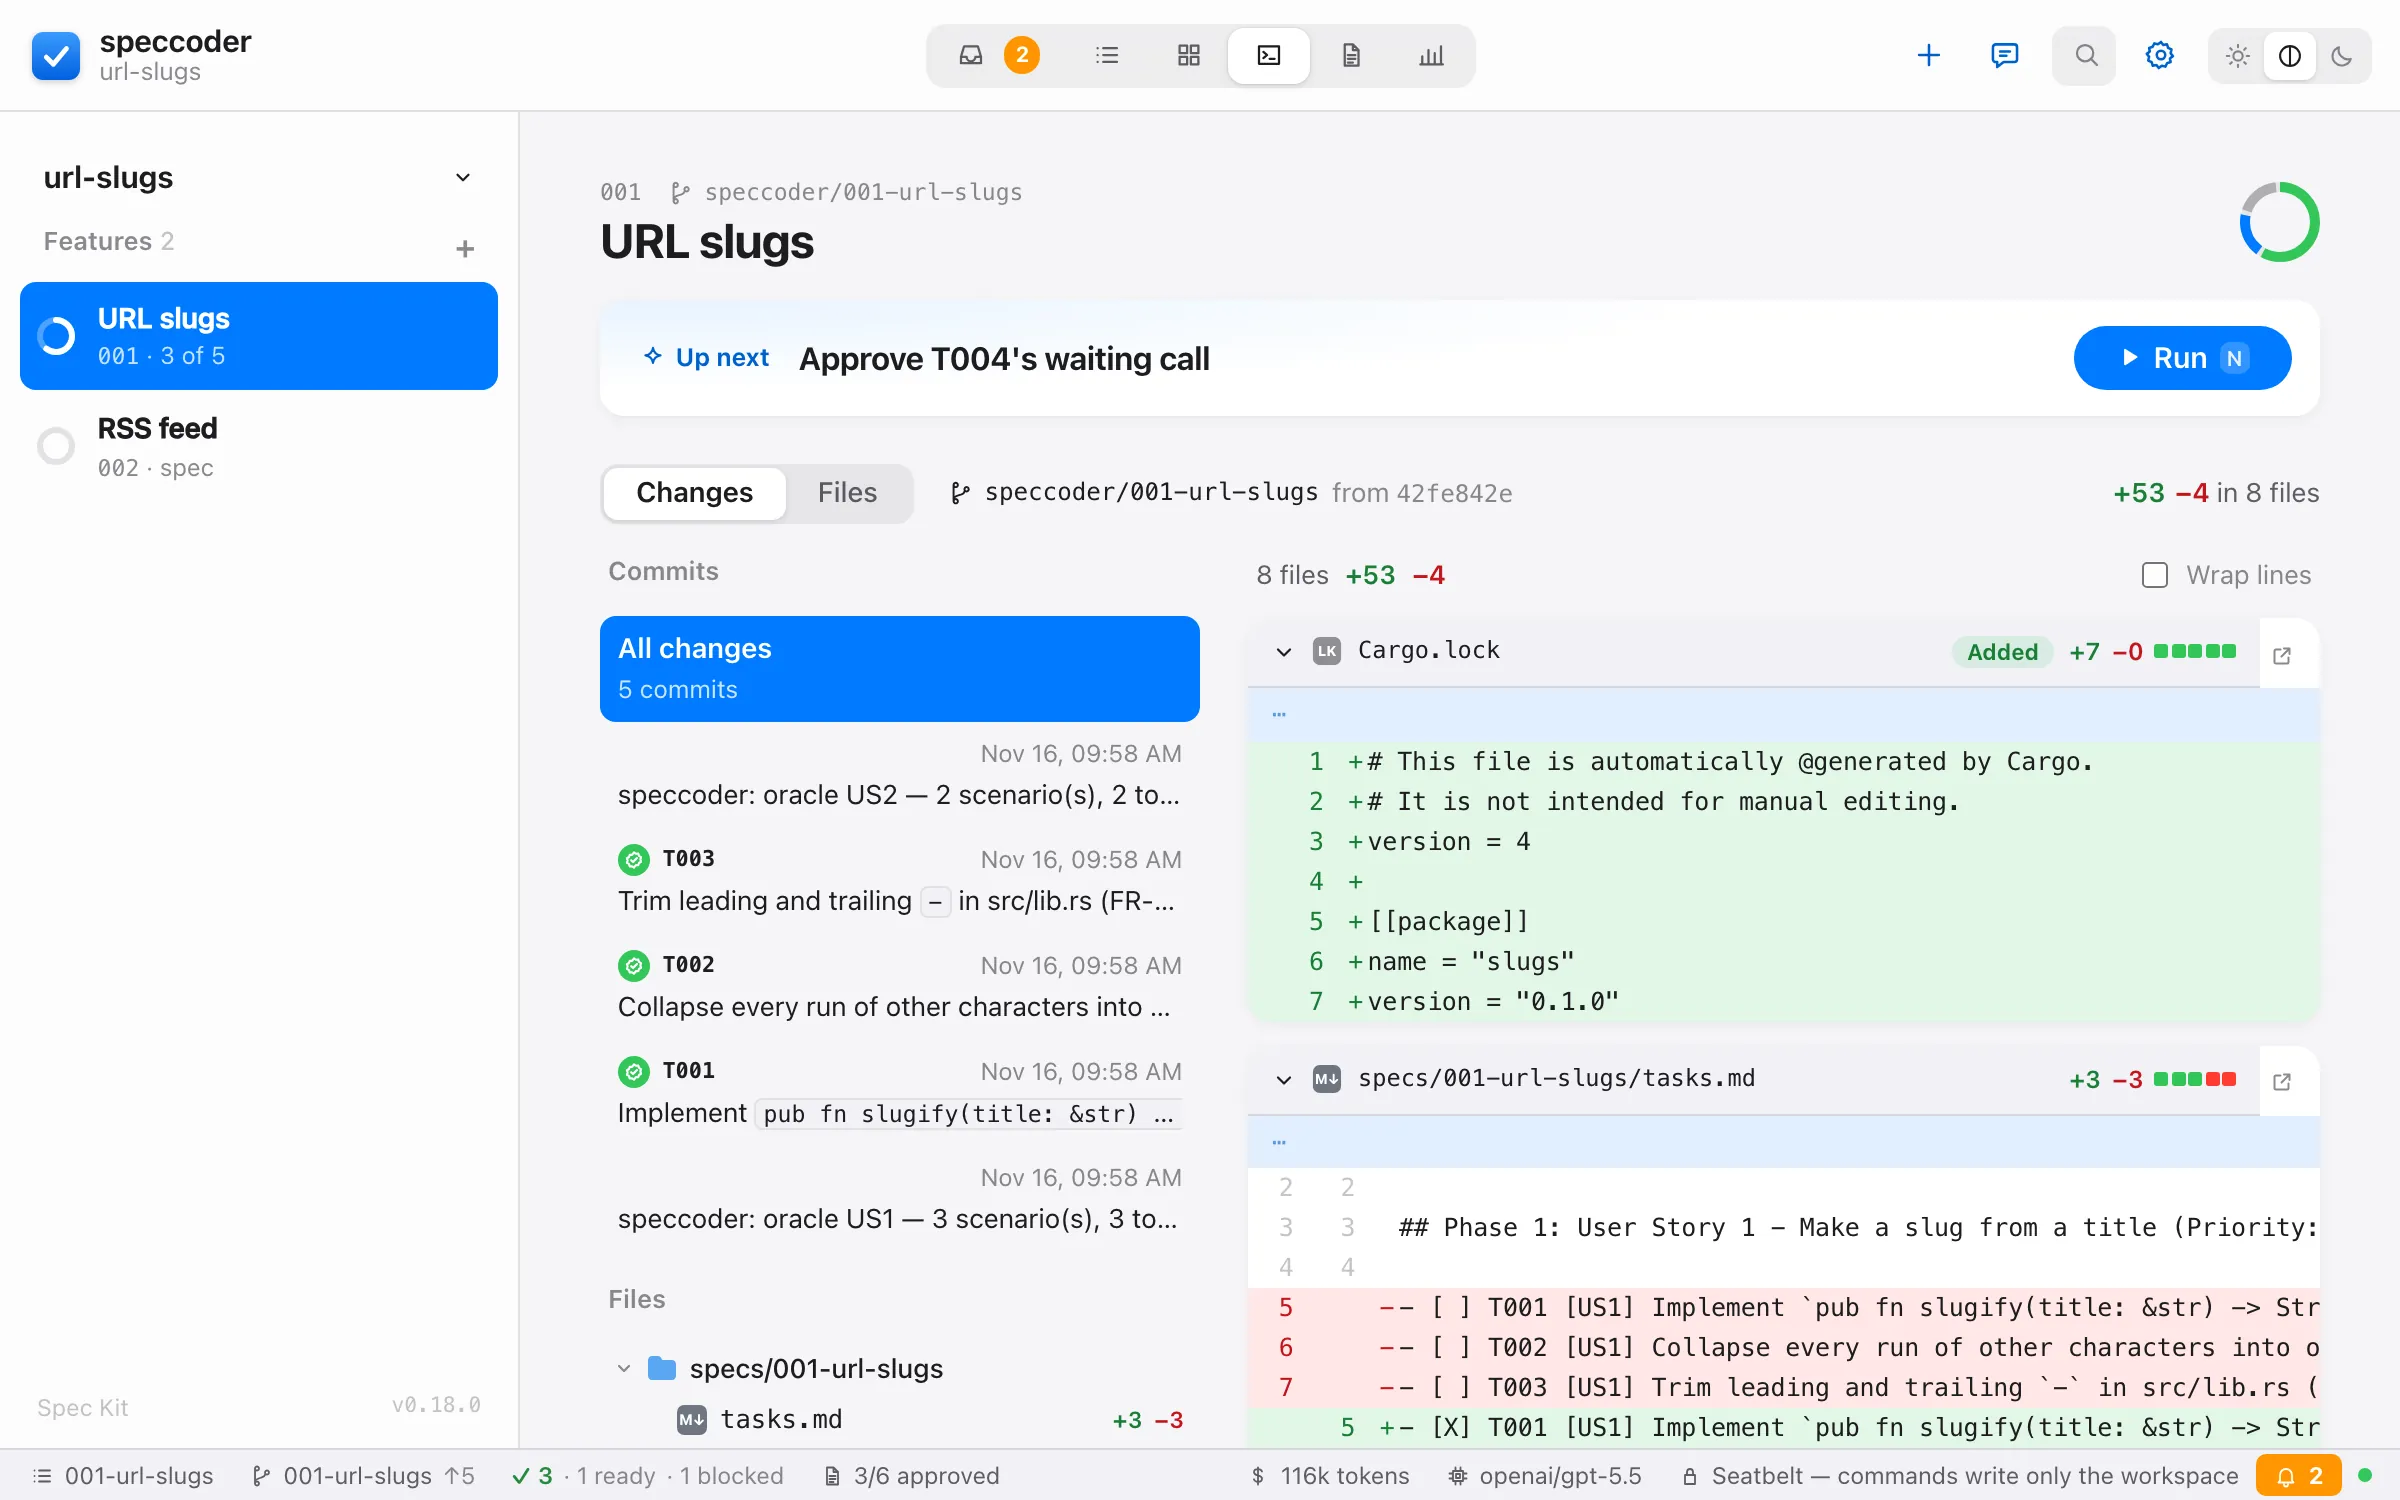 speccoder
url-slugs
2
url-slugs
Features 2
URL slugs
001 · 3 of 5
RSS feed
002 · spec
Spec Kit v0.18.0
001 speccoder/001-url-slugs
URL slugs
Up next Approve T004's waiting call
Run N
Changes Files speccoder/001-url-slugs from 42fe842e +53 −4 in 8 files
Commits
All changes
5 commits
Nov 16, 09:58 AM
speccoder: oracle US2 — 2 scenario(s), 2 to...
T003 Nov 16, 09:58 AM
Trim leading and trailing - in src/lib.rs (FR-...
T002 Nov 16, 09:58 AM
Collapse every run of other characters into ...
T001 Nov 16, 09:58 AM
Implement pub fn slugify(title: &str) ...
Nov 16, 09:58 AM
speccoder: oracle US1 — 3 scenario(s), 3 to...
Files
specs/001-url-slugs
M↓ tasks.md +3 −3
8 files +53 −4 Wrap lines
LK Cargo.lock Added +7 −0
⋯
1 +# This file is automatically @generated by Cargo.
2 +# It is not intended for manual editing.
3 +version = 4
4 +
5 +[[package]]
6 +name = "slugs"
7 +version = "0.1.0"
M↓ specs/001-url-slugs/tasks.md +3 −3
⋯
2 2
3 3 ## Phase 1: User Story 1 - Make a slug from a title (Priority:
4 4
5 -- [ ] T001 [US1] Implement `pub fn slugify(title: &str) -> Str
6 -- [ ] T002 [US1] Collapse every run of other characters into o
7 -- [ ] T003 [US1] Trim leading and trailing `-` in src/lib.rs (
5 +- [X] T001 [US1] Implement `pub fn slugify(title: &str) -> Str
001-url-slugs 001-url-slugs ↑5 ✓ 3 · 1 ready · 1 blocked 3/6 approved $ 116k tokens openai/gpt-5.5 Seatbelt — commands write only the workspace 2